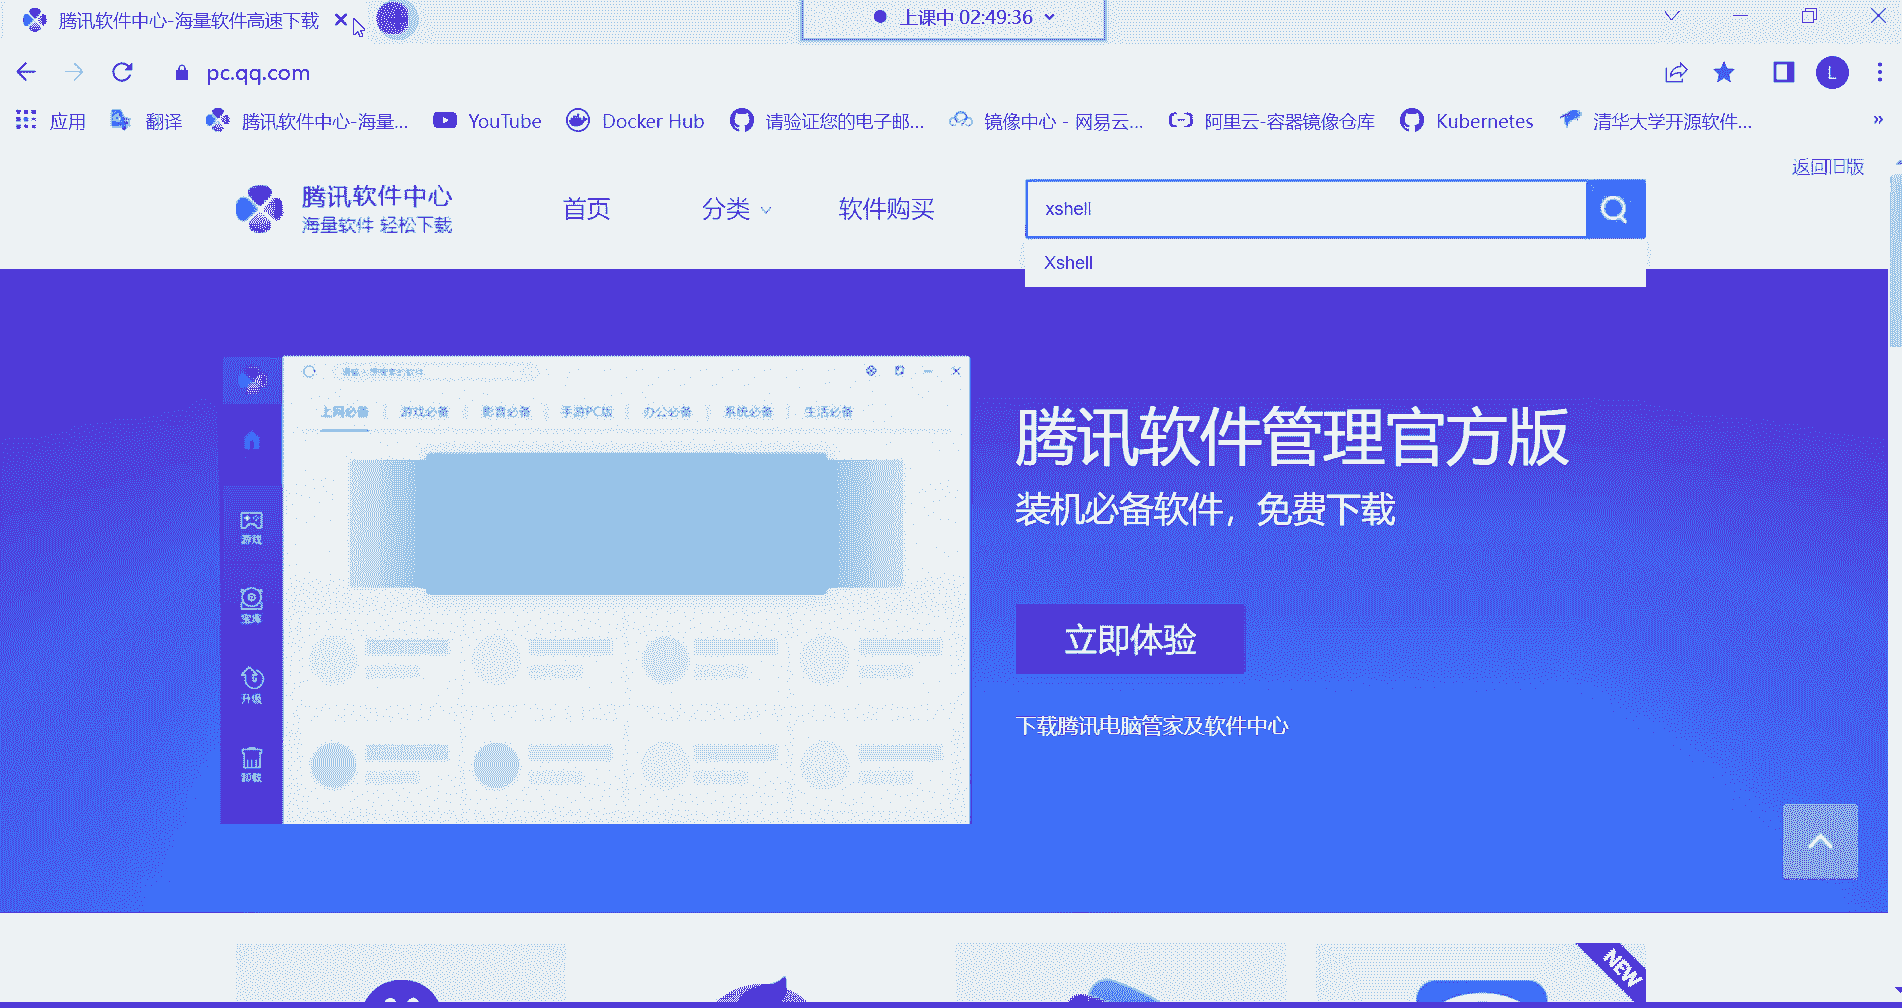 腾讯软件中心-海量软件高速下载
上课中 02:49:36
pc.qq.com
L
应用
翻译
腾讯软件中心-海量...
YouTube
Docker Hub
请验证您的电子邮...
镜像中心 - 网易云...
阿里云-容器镜像仓库
Kubernetes
清华大学开源软件...
»
返回旧版
腾讯软件中心
海量软件 轻松下载
首页
分类
软件购买
xshell
Xshell
上网必备
游戏必备
影音必备
手游PC版
办公必备
系统必备
生活必备
游戏
宝库
升级
卸载
腾讯软件管理官方版
装机必备软件，免费下载
立即体验
下载腾讯电脑管家及软件中心
NEW